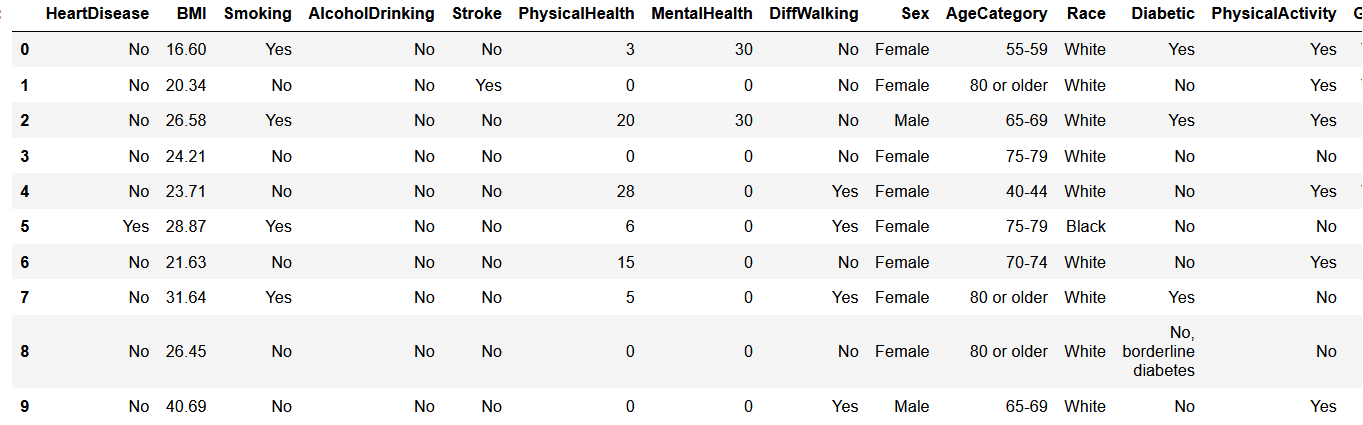 HeartDisease BMI Smoking AlcoholDrinking Stroke PhysicalHealth MentalHealth DiffWalking Sex AgeCategory Race Diabetic PhysicalActivity
0 No 16.60 Yes No No 3 30 No Female 55-59 White Yes Yes
1 No 20.34 No No Yes 0 0 No Female 80 or older White No Yes
2 No 26.58 Yes No No 20 30 No Male 65-69 White Yes Yes
3 No 24.21 No No No 0 0 No Female 75-79 White No No
4 No 23.71 No No No 28 0 Yes Female 40-44 White No Yes
5 Yes 28.87 Yes No No 6 0 Yes Female 75-79 Black No No
6 No 21.63 No No No 15 0 No Female 70-74 White No Yes
7 No 31.64 Yes No No 5 0 Yes Female 80 or older White Yes No
8 No 26.45 No No No 0 0 No Female 80 or older White No, borderline diabetes No
9 No 40.69 No No No 0 0 Yes Male 65-69 White No Yes